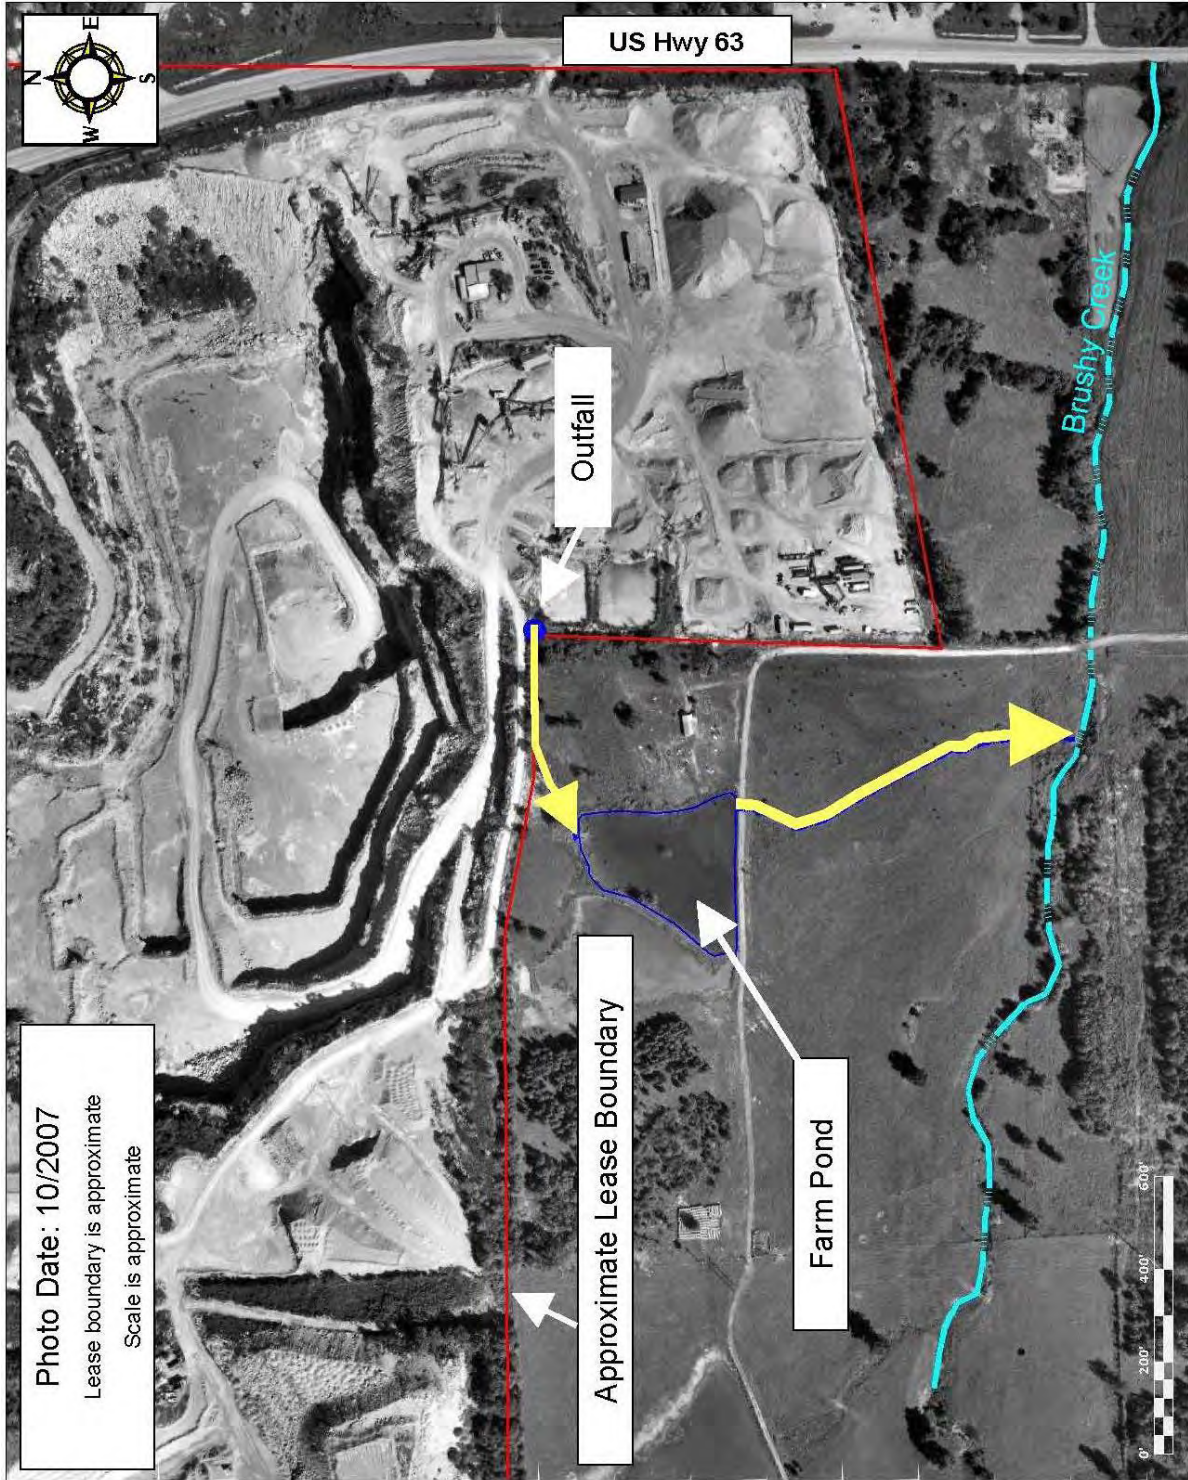 US Hwy 63
N
E
S
W
Outfall
Brushy Creek
Photo Date: 10/2007
Lease boundary is approximate
Scale is approximate
Approximate Lease Boundary
Farm Pond
0'
200'
400'
600'